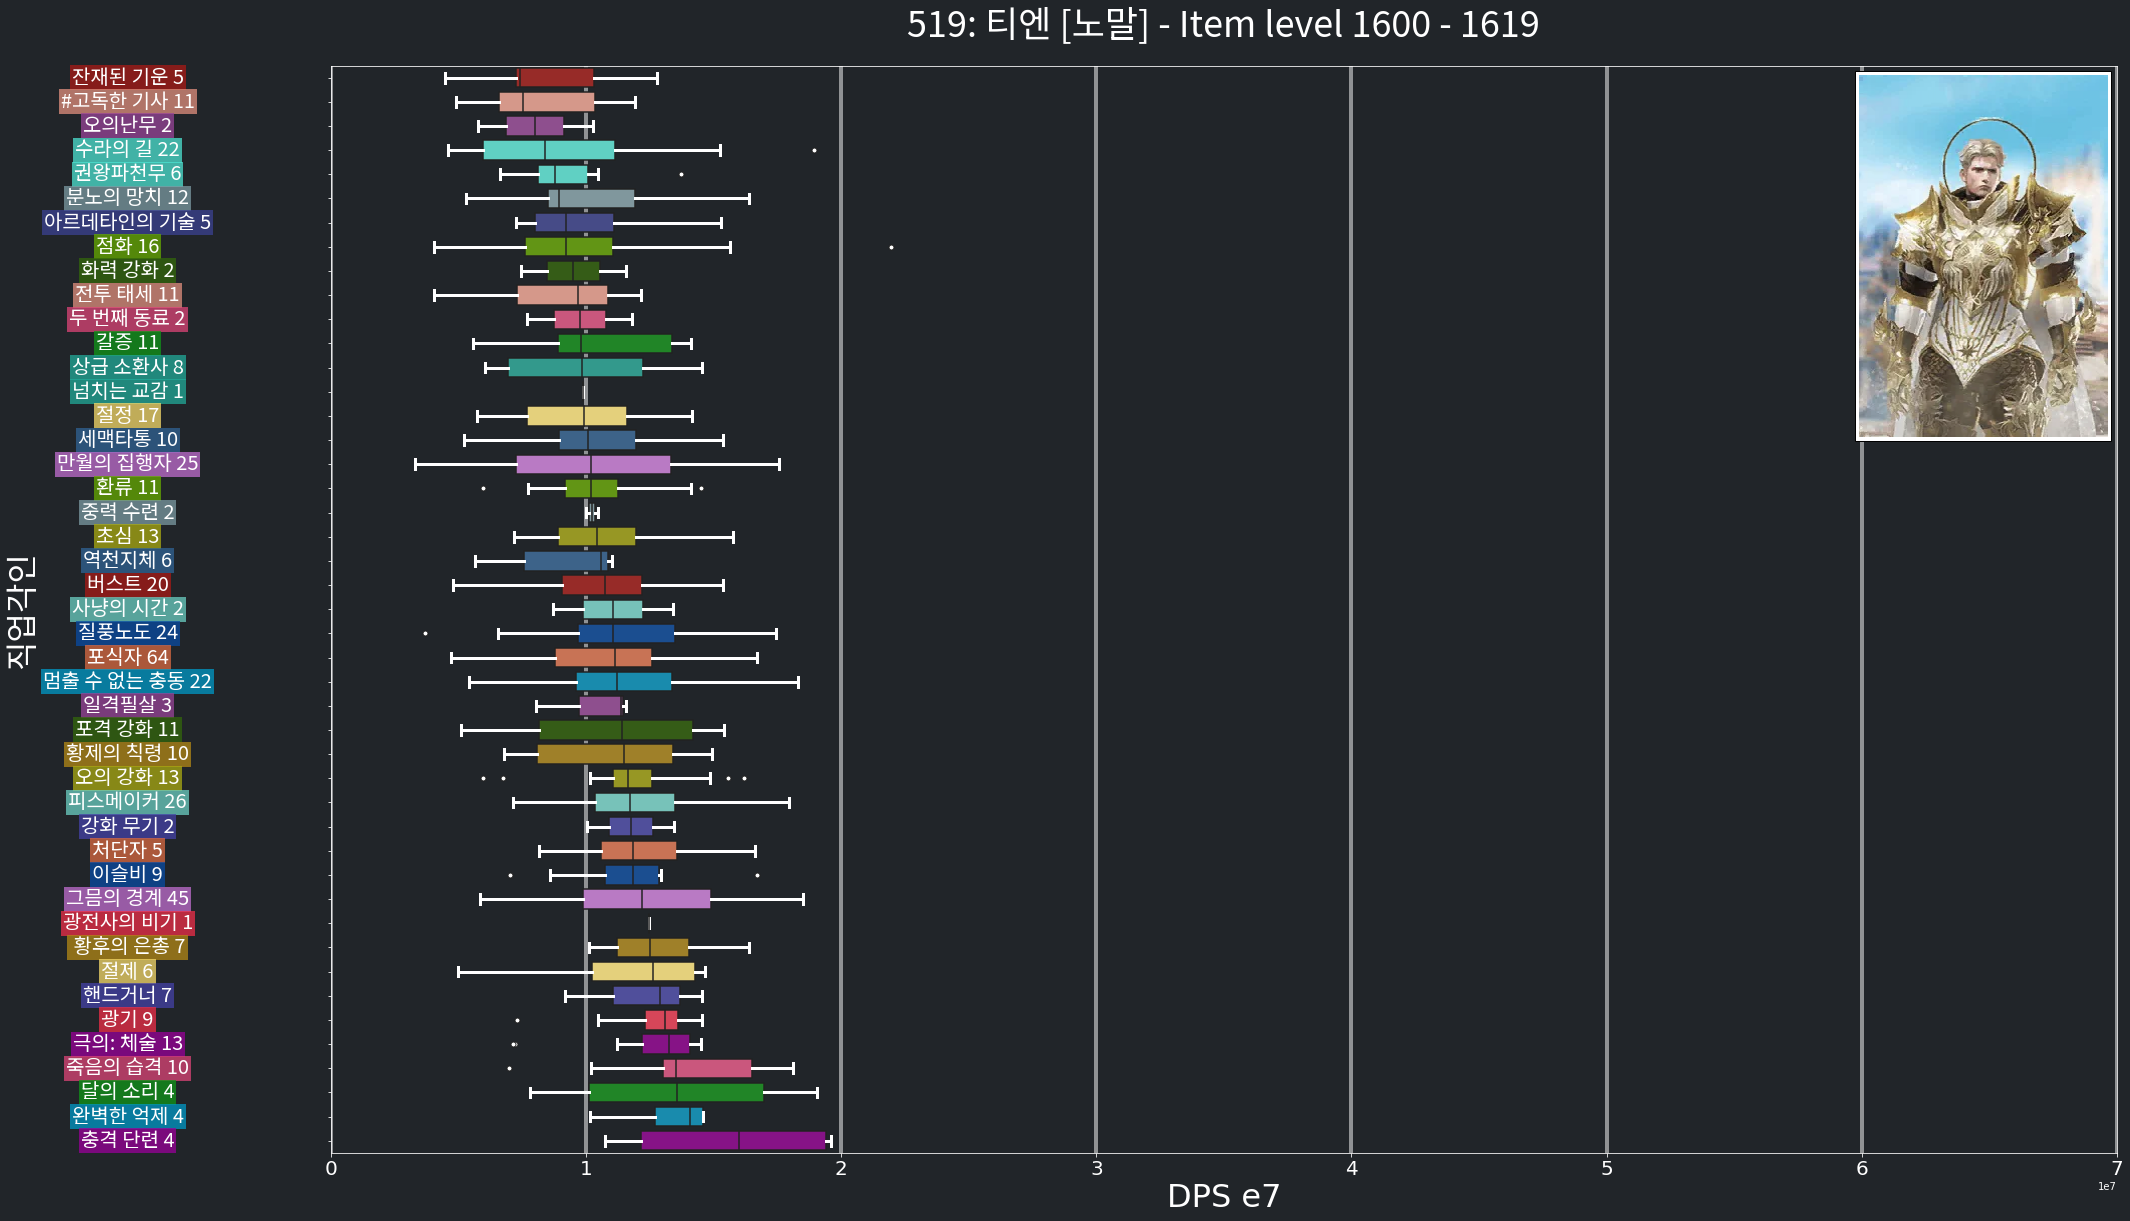 519: 티엔 [노말] - Item level 1600 - 1619
잔재된 기운 5
#고독한 기사 11
오의난무 2
수라의 길 22
권왕파천무 6
분노의 망치 12
아르데타인의 기술 5
점화 16
화력 강화 2
전투 태세 11
두 번째 동료 2
갈증 11
상급 소환사 8
넘치는 교감 1
절정 17
세맥타통 10
만월의 집행자 25
환류 11
중력 수련 2
초심 13
역천지체 6
버스트 20
사냥의 시간 2
질풍노도 24
포식자 64
멈출 수 없는 충동 22
일격필살 3
포격 강화 11
황제의 칙령 10
오의 강화 13
피스메이커 26
강화 무기 2
처단자 5
이슬비 9
그믐의 경계 45
광전사의 비기 1
황후의 은총 7
절제 6
핸드거너 7
광기 9
극의: 체술 13
죽음의 습격 10
달의 소리 4
완벽한 억제 4
충격 단련 4
직업각인
0 1 2 3 4 5 6 7
1e7
DPS e7